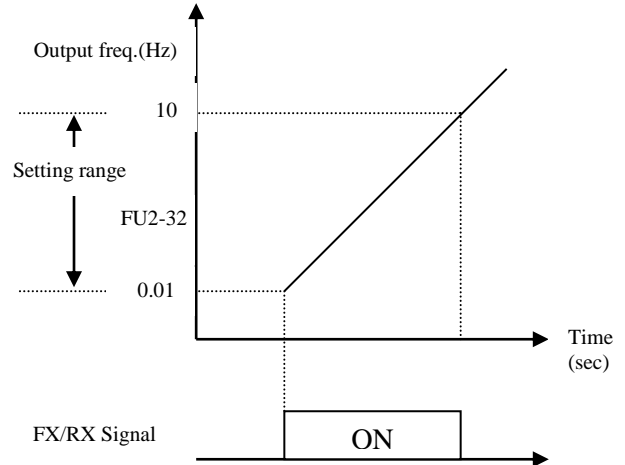 Output freq.(Hz)
10
Setting range
FU2-32
0.01
Time
(sec)
FX/RX Signal
ON